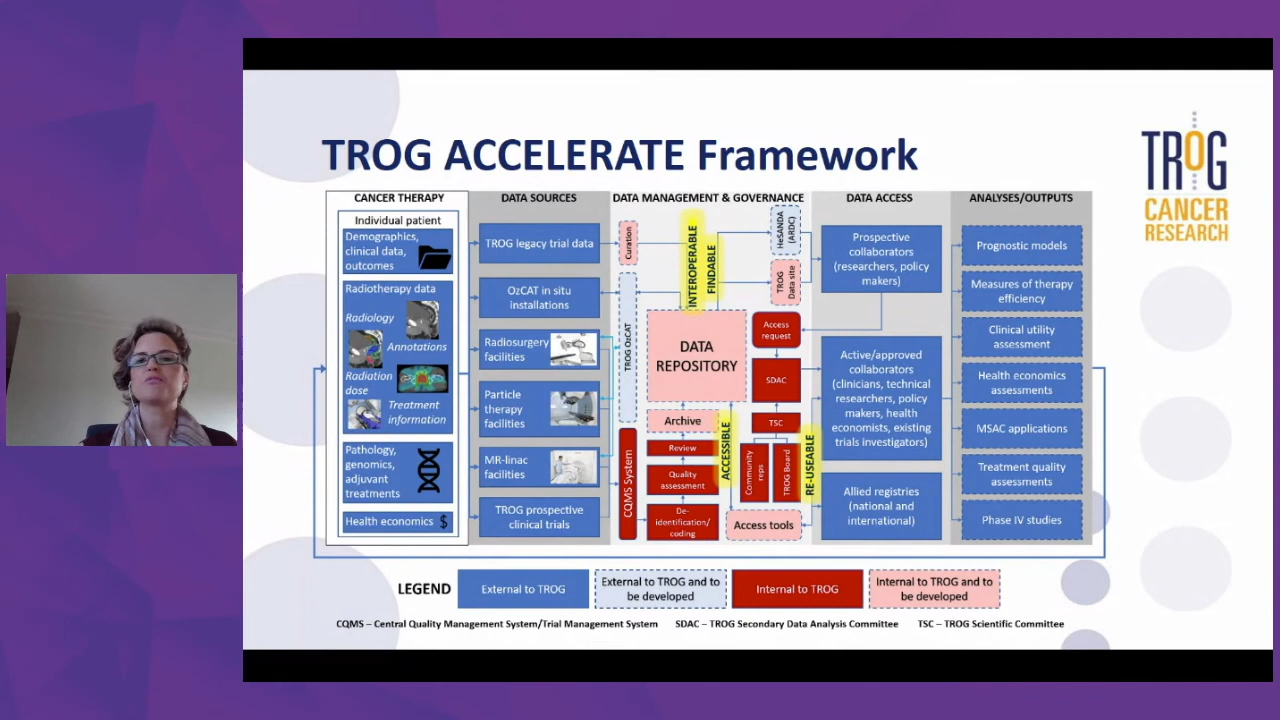 TROG ACCELERATE Framework
TROG
CANCER
RESEARCH
CANCER THERAPY
Individual patient
Demographics,
clinical data,
outcomes
Radiotherapy data
Radiology
Annotations
Radiation
dose
Treatment
information
Pathology,
genomics,
adjuvant
treatments
Health economics $
DATA SOURCES
TROG legacy trial data
OzCAT in situ
installations
Radiosurgery
facilities
Particle
therapy
facilities
MR-linac
facilities
TROG prospective
clinical trials
DATA MANAGEMENT & GOVERNANCE
Curation
TROG OzCAT
CQMS System
INTEROPERABLE
FINDABLE
HeSANDA
(ARDC)
TROG
Data site
DATA
REPOSITORY
Access
request
SDAC
TSC
Community
reps
TROG Board
Archive
Review
Quality
assessment
De-
identification/
coding
ACCESSIBLE
RE-USEABLE
Access tools
DATA ACCESS
Prospective
collaborators
(researchers, policy
makers)
Active/approved
collaborators
(clinicians, technical
researchers, policy
makers, health
economists, existing
trials investigators)
Allied registries
(national and
international)
ANALYSES/OUTPUTS
Prognostic models
Measures of therapy
efficiency
Clinical utility
assessment
Health economics
assessments
MSAC applications
Treatment quality
assessments
Phase IV studies
LEGEND
External to TROG
External to TROG and to
be developed
Internal to TROG
Internal to TROG and to
be developed
CQMS – Central Quality Management System/Trial Management System
SDAC – TROG Secondary Data Analysis Committee
TSC – TROG Scientific Committee